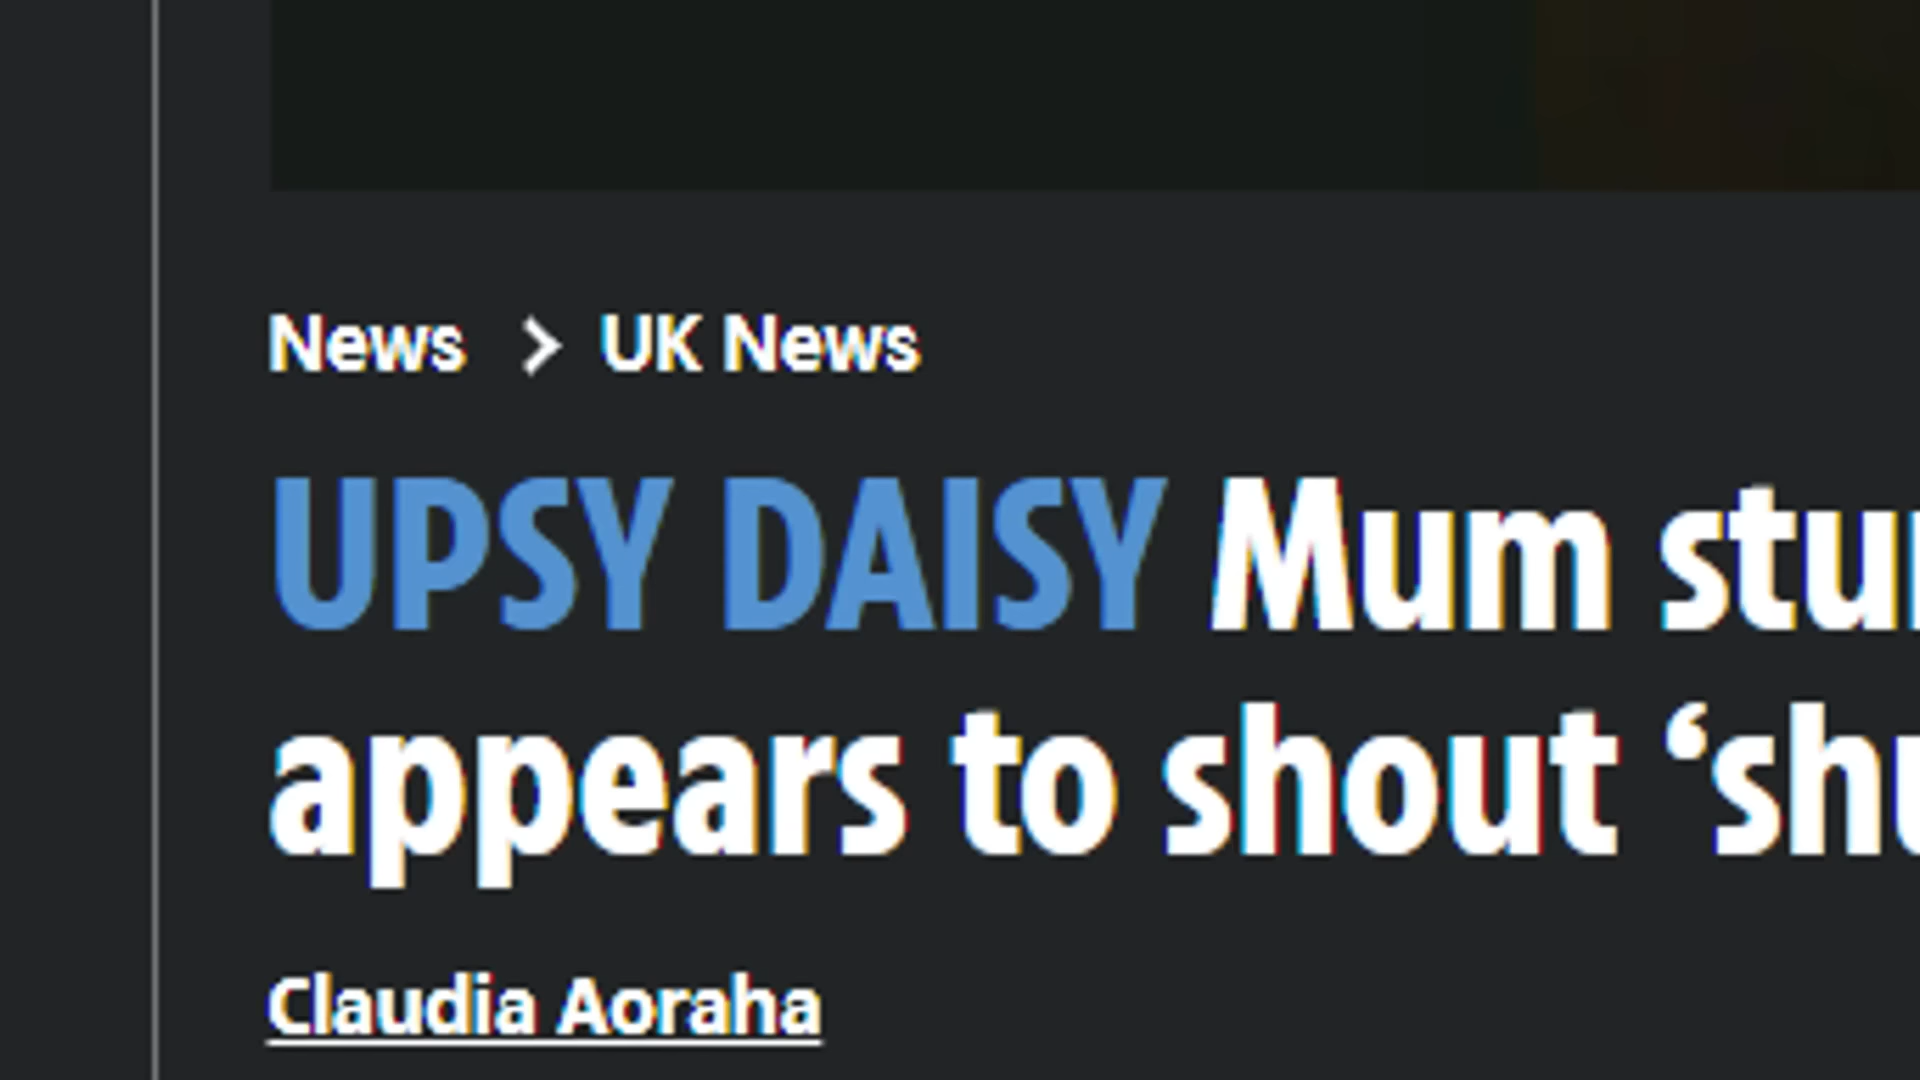 News > UK News
UPSY DAISY Mum
appears to shout
Claudia Aoraha